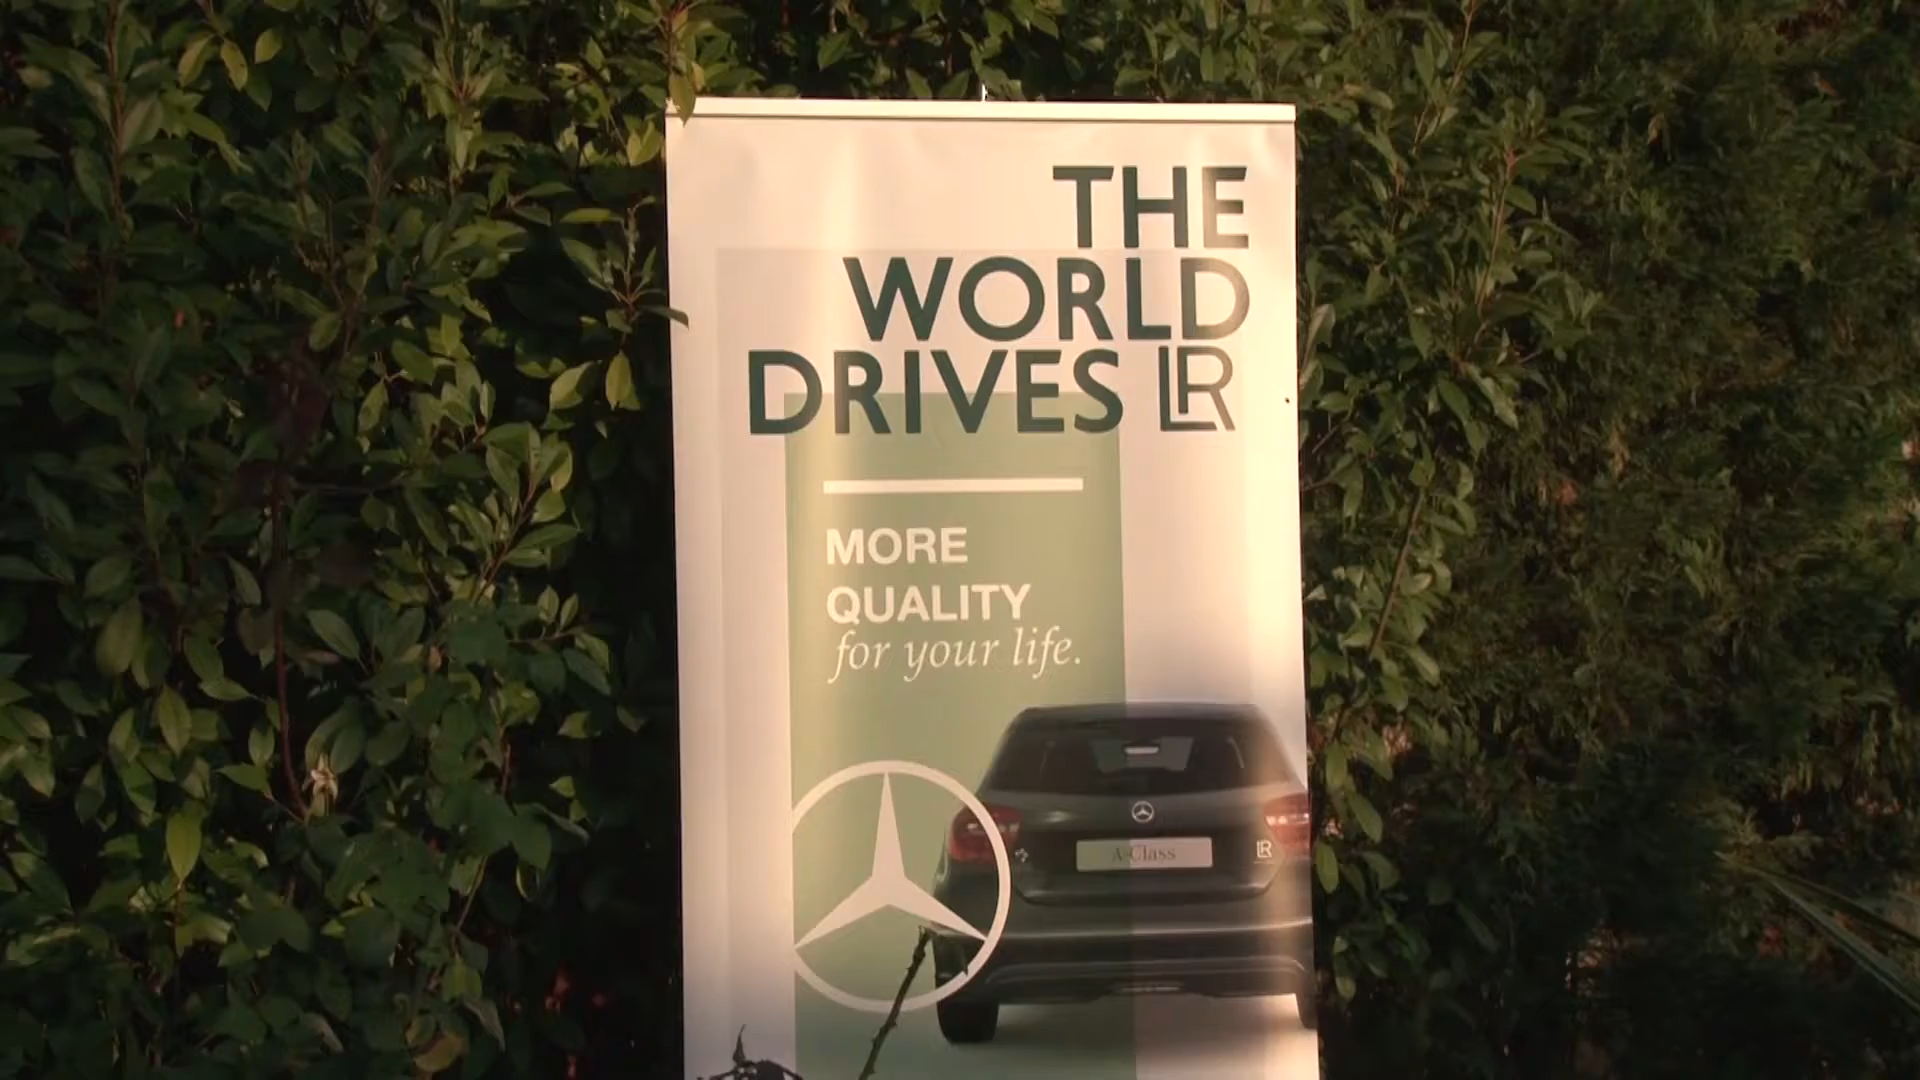 THE
WORLD
DRIVES LR
MORE
QUALITY
for your life.
A-Class
LR